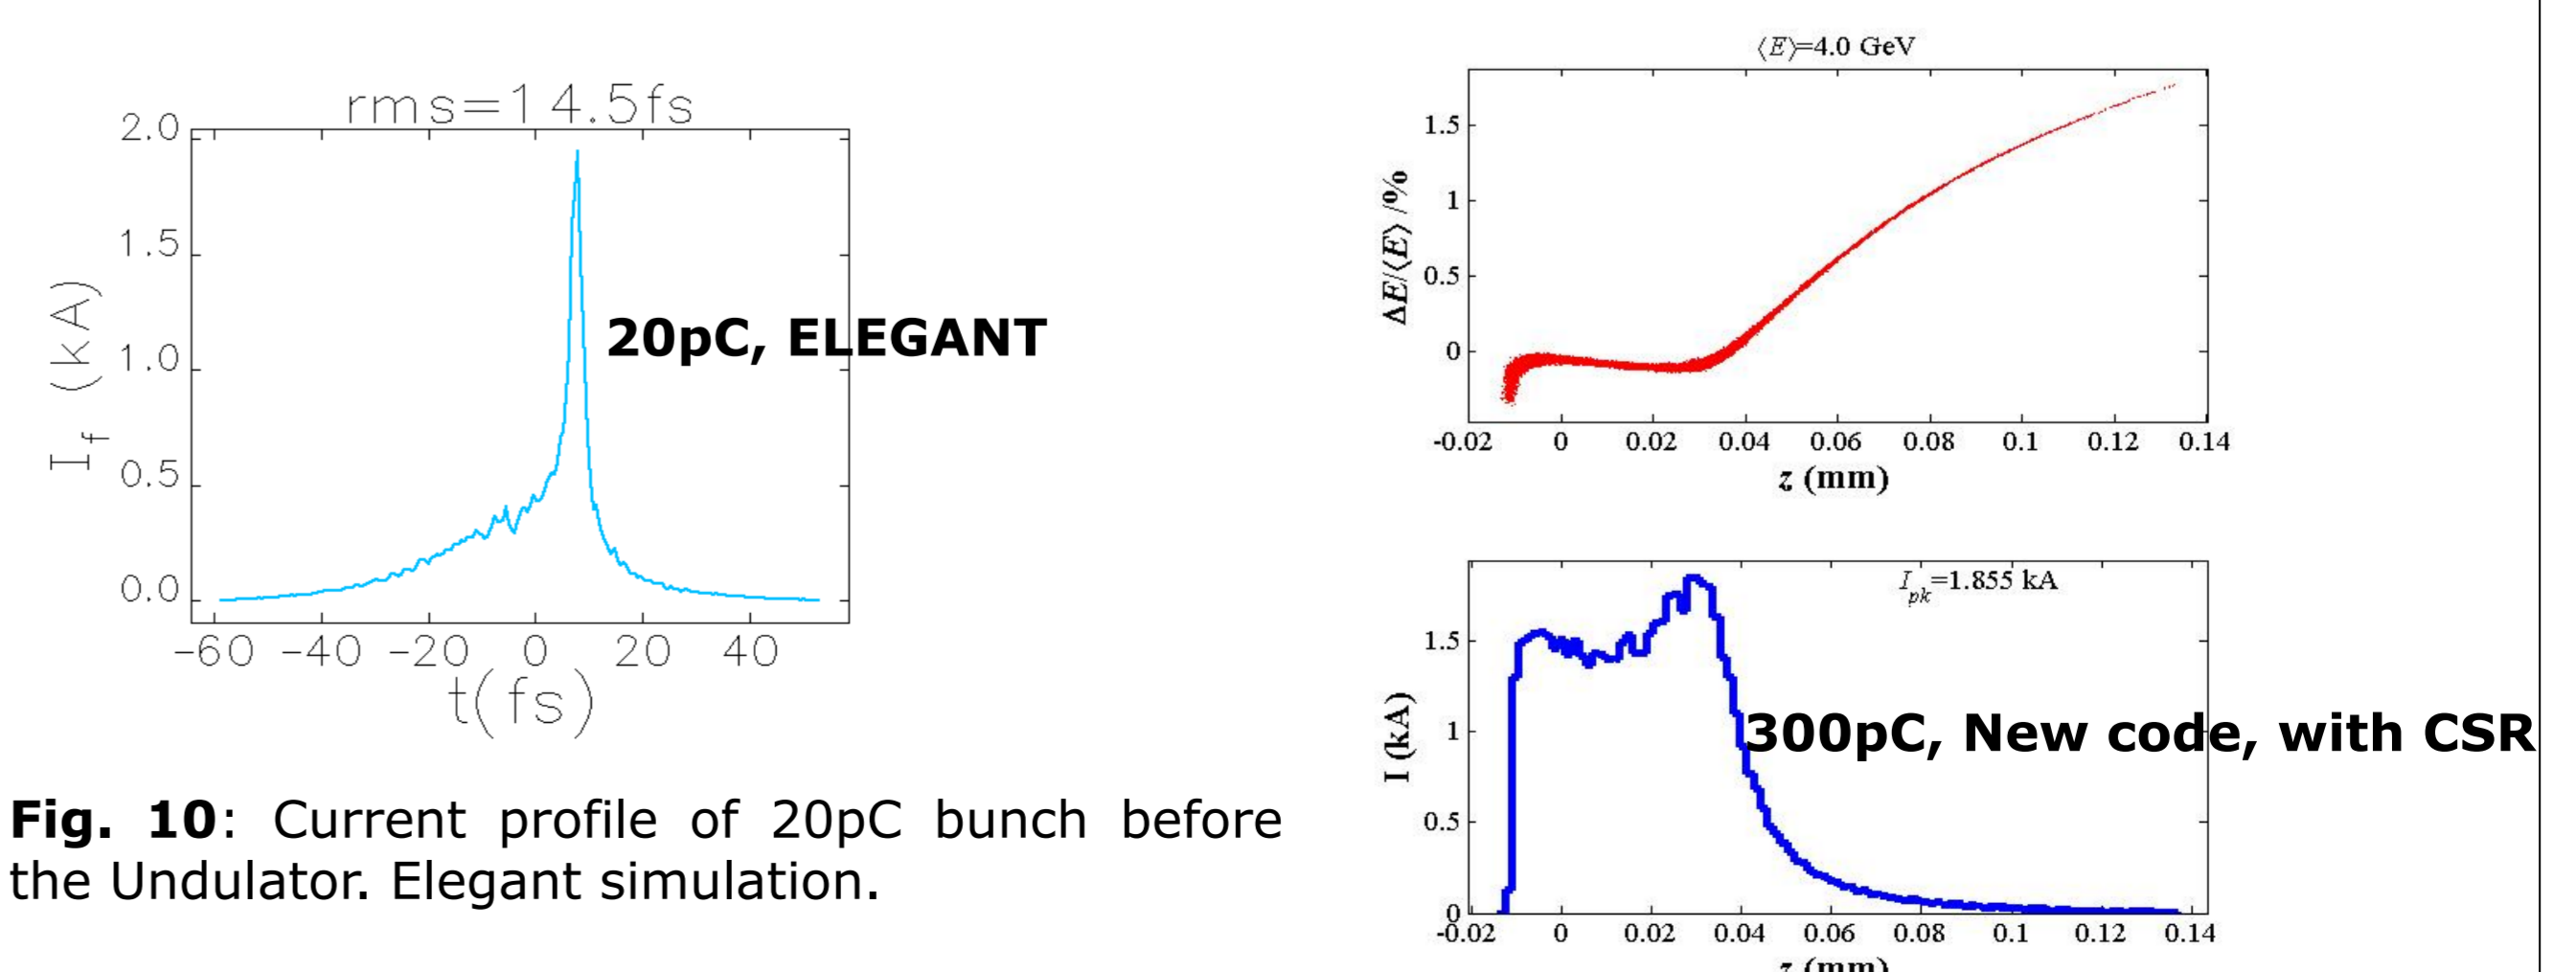 rms=14.5fs
2.0
1.5
1.0
0.5
0.0
I_f (kA)
-60 -40 -20 0 20 40
t(fs)
20pC, ELEGANT
Fig. 10: Current profile of 20pC bunch before
the Undulator. Elegant simulation.
⟨E⟩=4.0 GeV
1.5
1
0.5
0
ΔE/⟨E⟩ /%
-0.02 0 0.02 0.04 0.06 0.08 0.1 0.12 0.14
z (mm)
I_pk=1.855 kA
1.5
1
0.5
0
I (kA)
300pC, New code, with CSR
-0.02 0 0.02 0.04 0.06 0.08 0.1 0.12 0.14
z (mm)